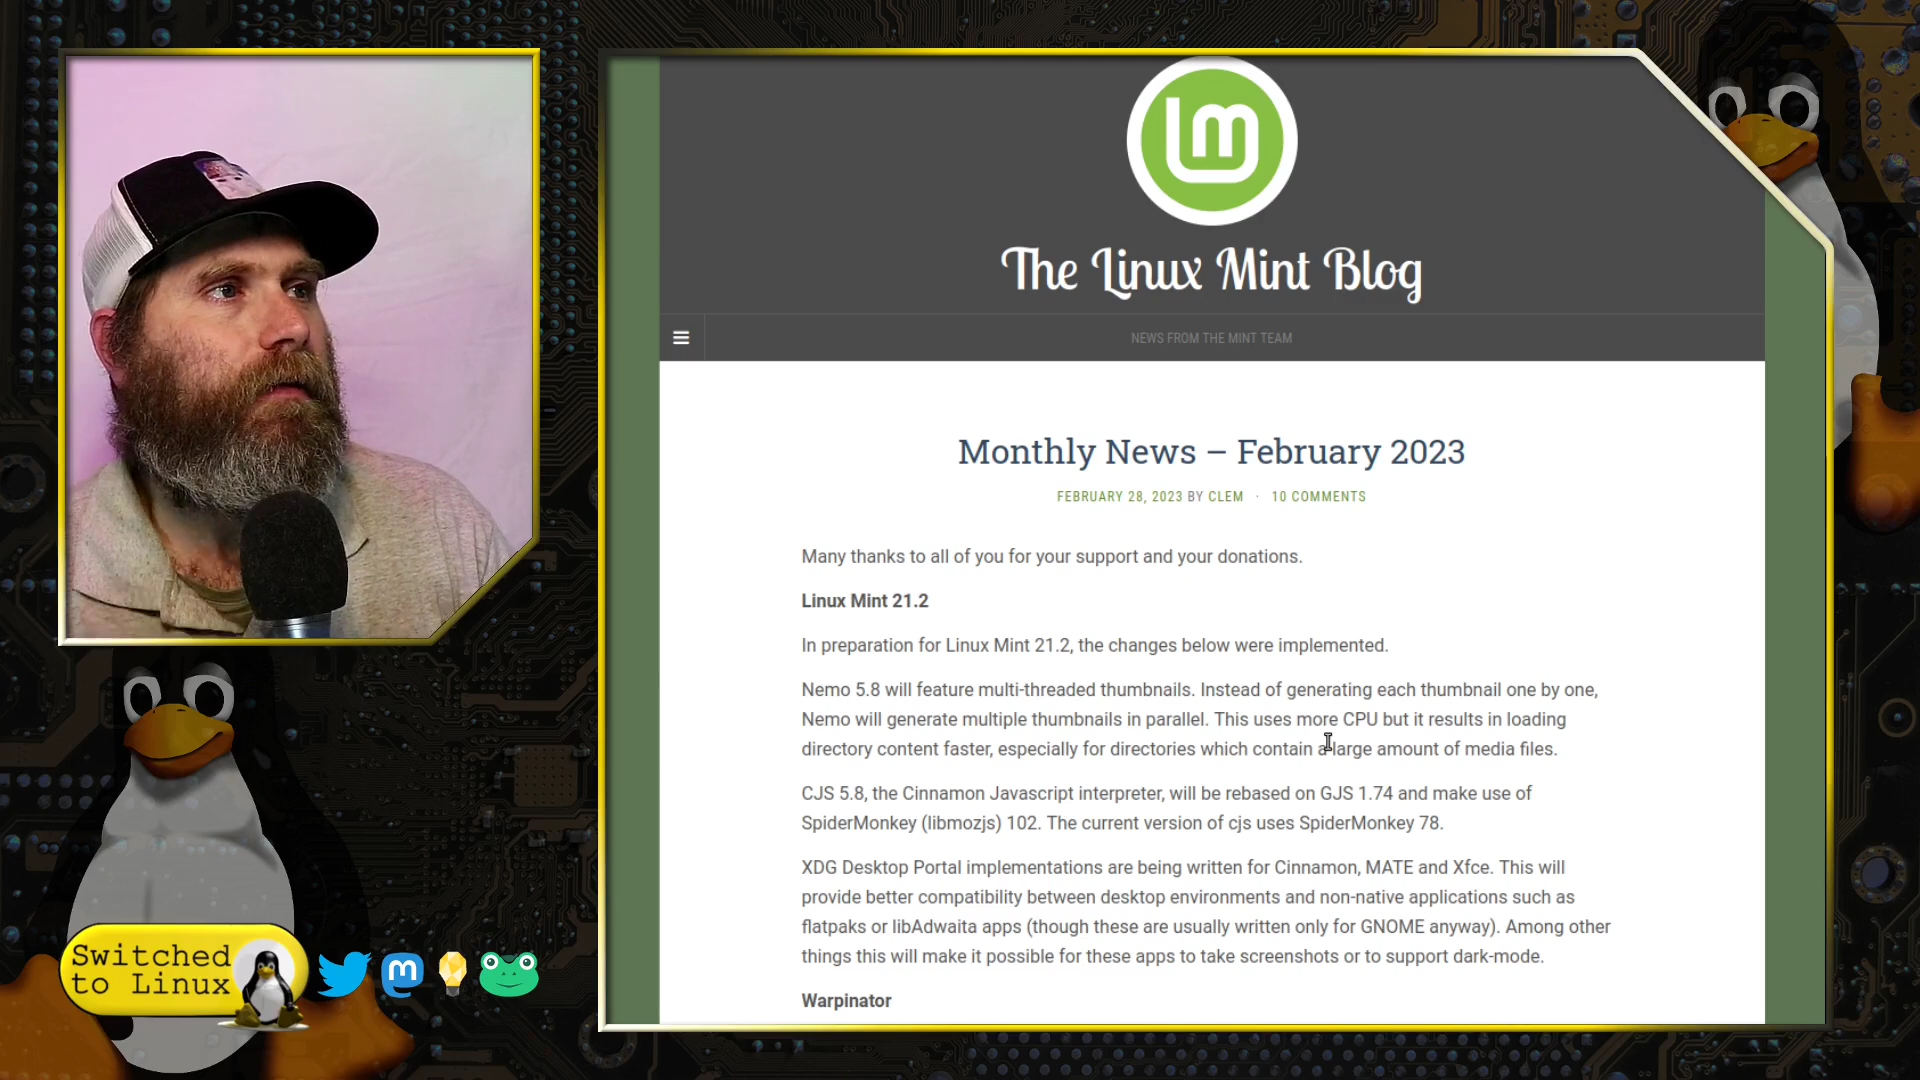 lm
The Linux Mint Blog
NEWS FROM THE MINT TEAM
Monthly News – February 2023
FEBRUARY 28, 2023 BY CLEM · 10 COMMENTS
Many thanks to all of you for your support and your donations.
Linux Mint 21.2
In preparation for Linux Mint 21.2, the changes below were implemented.
Nemo 5.8 will feature multi-threaded thumbnails. Instead of generating each thumbnail one by one,
Nemo will generate multiple thumbnails in parallel. This uses more CPU but it results in loading
directory content faster, especially for directories which contain a large amount of media files.
CJS 5.8, the Cinnamon Javascript interpreter, will be rebased on GJS 1.74 and make use of
SpiderMonkey (libmozjs) 102. The current version of cjs uses SpiderMonkey 78.
XDG Desktop Portal implementations are being written for Cinnamon, MATE and Xfce. This will
provide better compatibility between desktop environments and non-native applications such as
flatpaks or libAdwaita apps (though these are usually written only for GNOME anyway). Among other
things this will make it possible for these apps to take screenshots or to support dark-mode.
Warpinator
Switched
to Linux
m